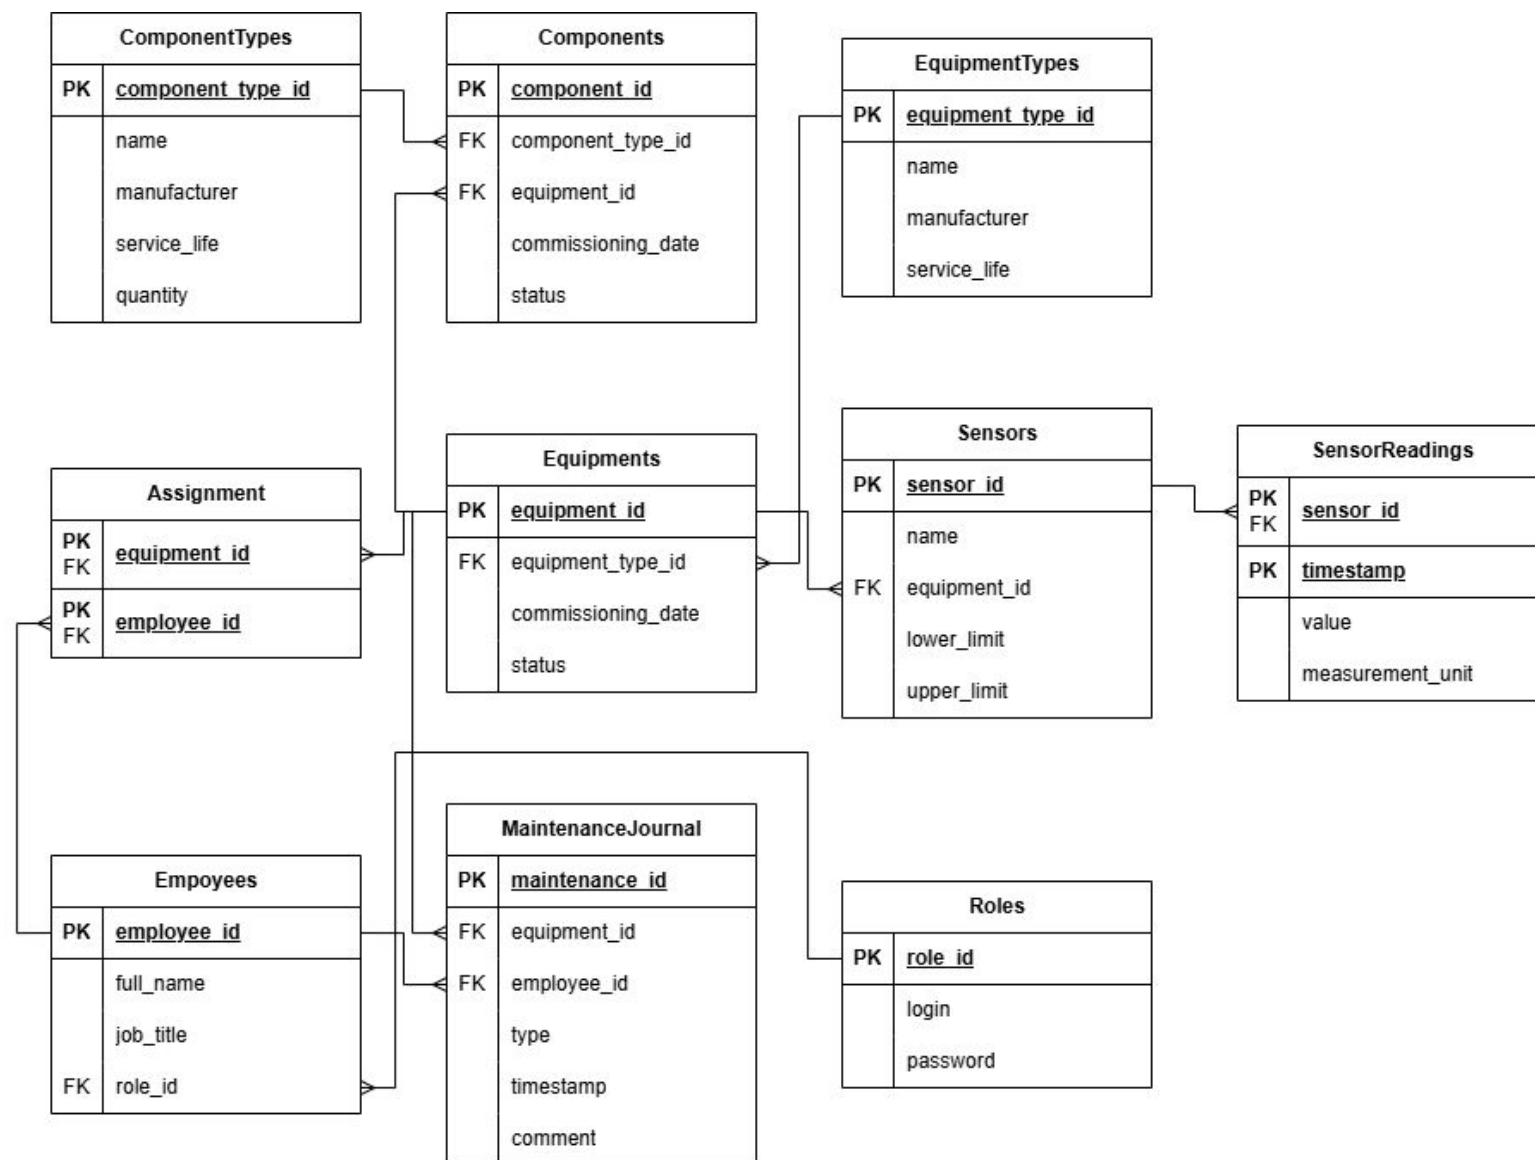 ComponentTypes
PK component_type_id
name
manufacturer
service_life
quantity
Components
PK component_id
FK component_type_id
FK equipment_id
commissioning_date
status
EquipmentTypes
PK equipment_type_id
name
manufacturer
service_life
Assignment
PK
FK equipment_id
PK
FK employee_id
Equipments
PK equipment_id
FK equipment_type_id
commissioning_date
status
Sensors
PK sensor_id
name
FK equipment_id
lower_limit
upper_limit
SensorReadings
PK
FK sensor_id
PK timestamp
value
measurement_unit
Empoyees
PK employee_id
full_name
job_title
FK role_id
MaintenanceJournal
PK maintenance_id
FK equipment_id
FK employee_id
type
timestamp
comment
Roles
PK role_id
login
password